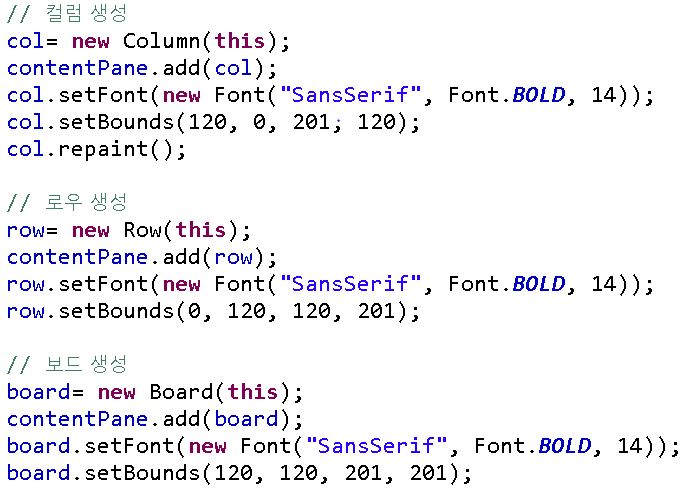 // 컬럼 생성
col= new Column(this);
contentPane.add(col);
col.setFont(new Font("SansSerif", Font.BOLD, 14));
col.setBounds(120, 0, 201; 120);
col.repaint();
// 로우 생성
row= new Row(this);
contentPane.add(row);
row.setFont(new Font("SansSerif", Font.BOLD, 14));
row.setBounds(0, 120, 120, 201);
// 보드 생성
board= new Board(this);
contentPane.add(board);
board.setFont(new Font("SansSerif", Font.BOLD, 14));
board.setBounds(120, 120, 201, 201);